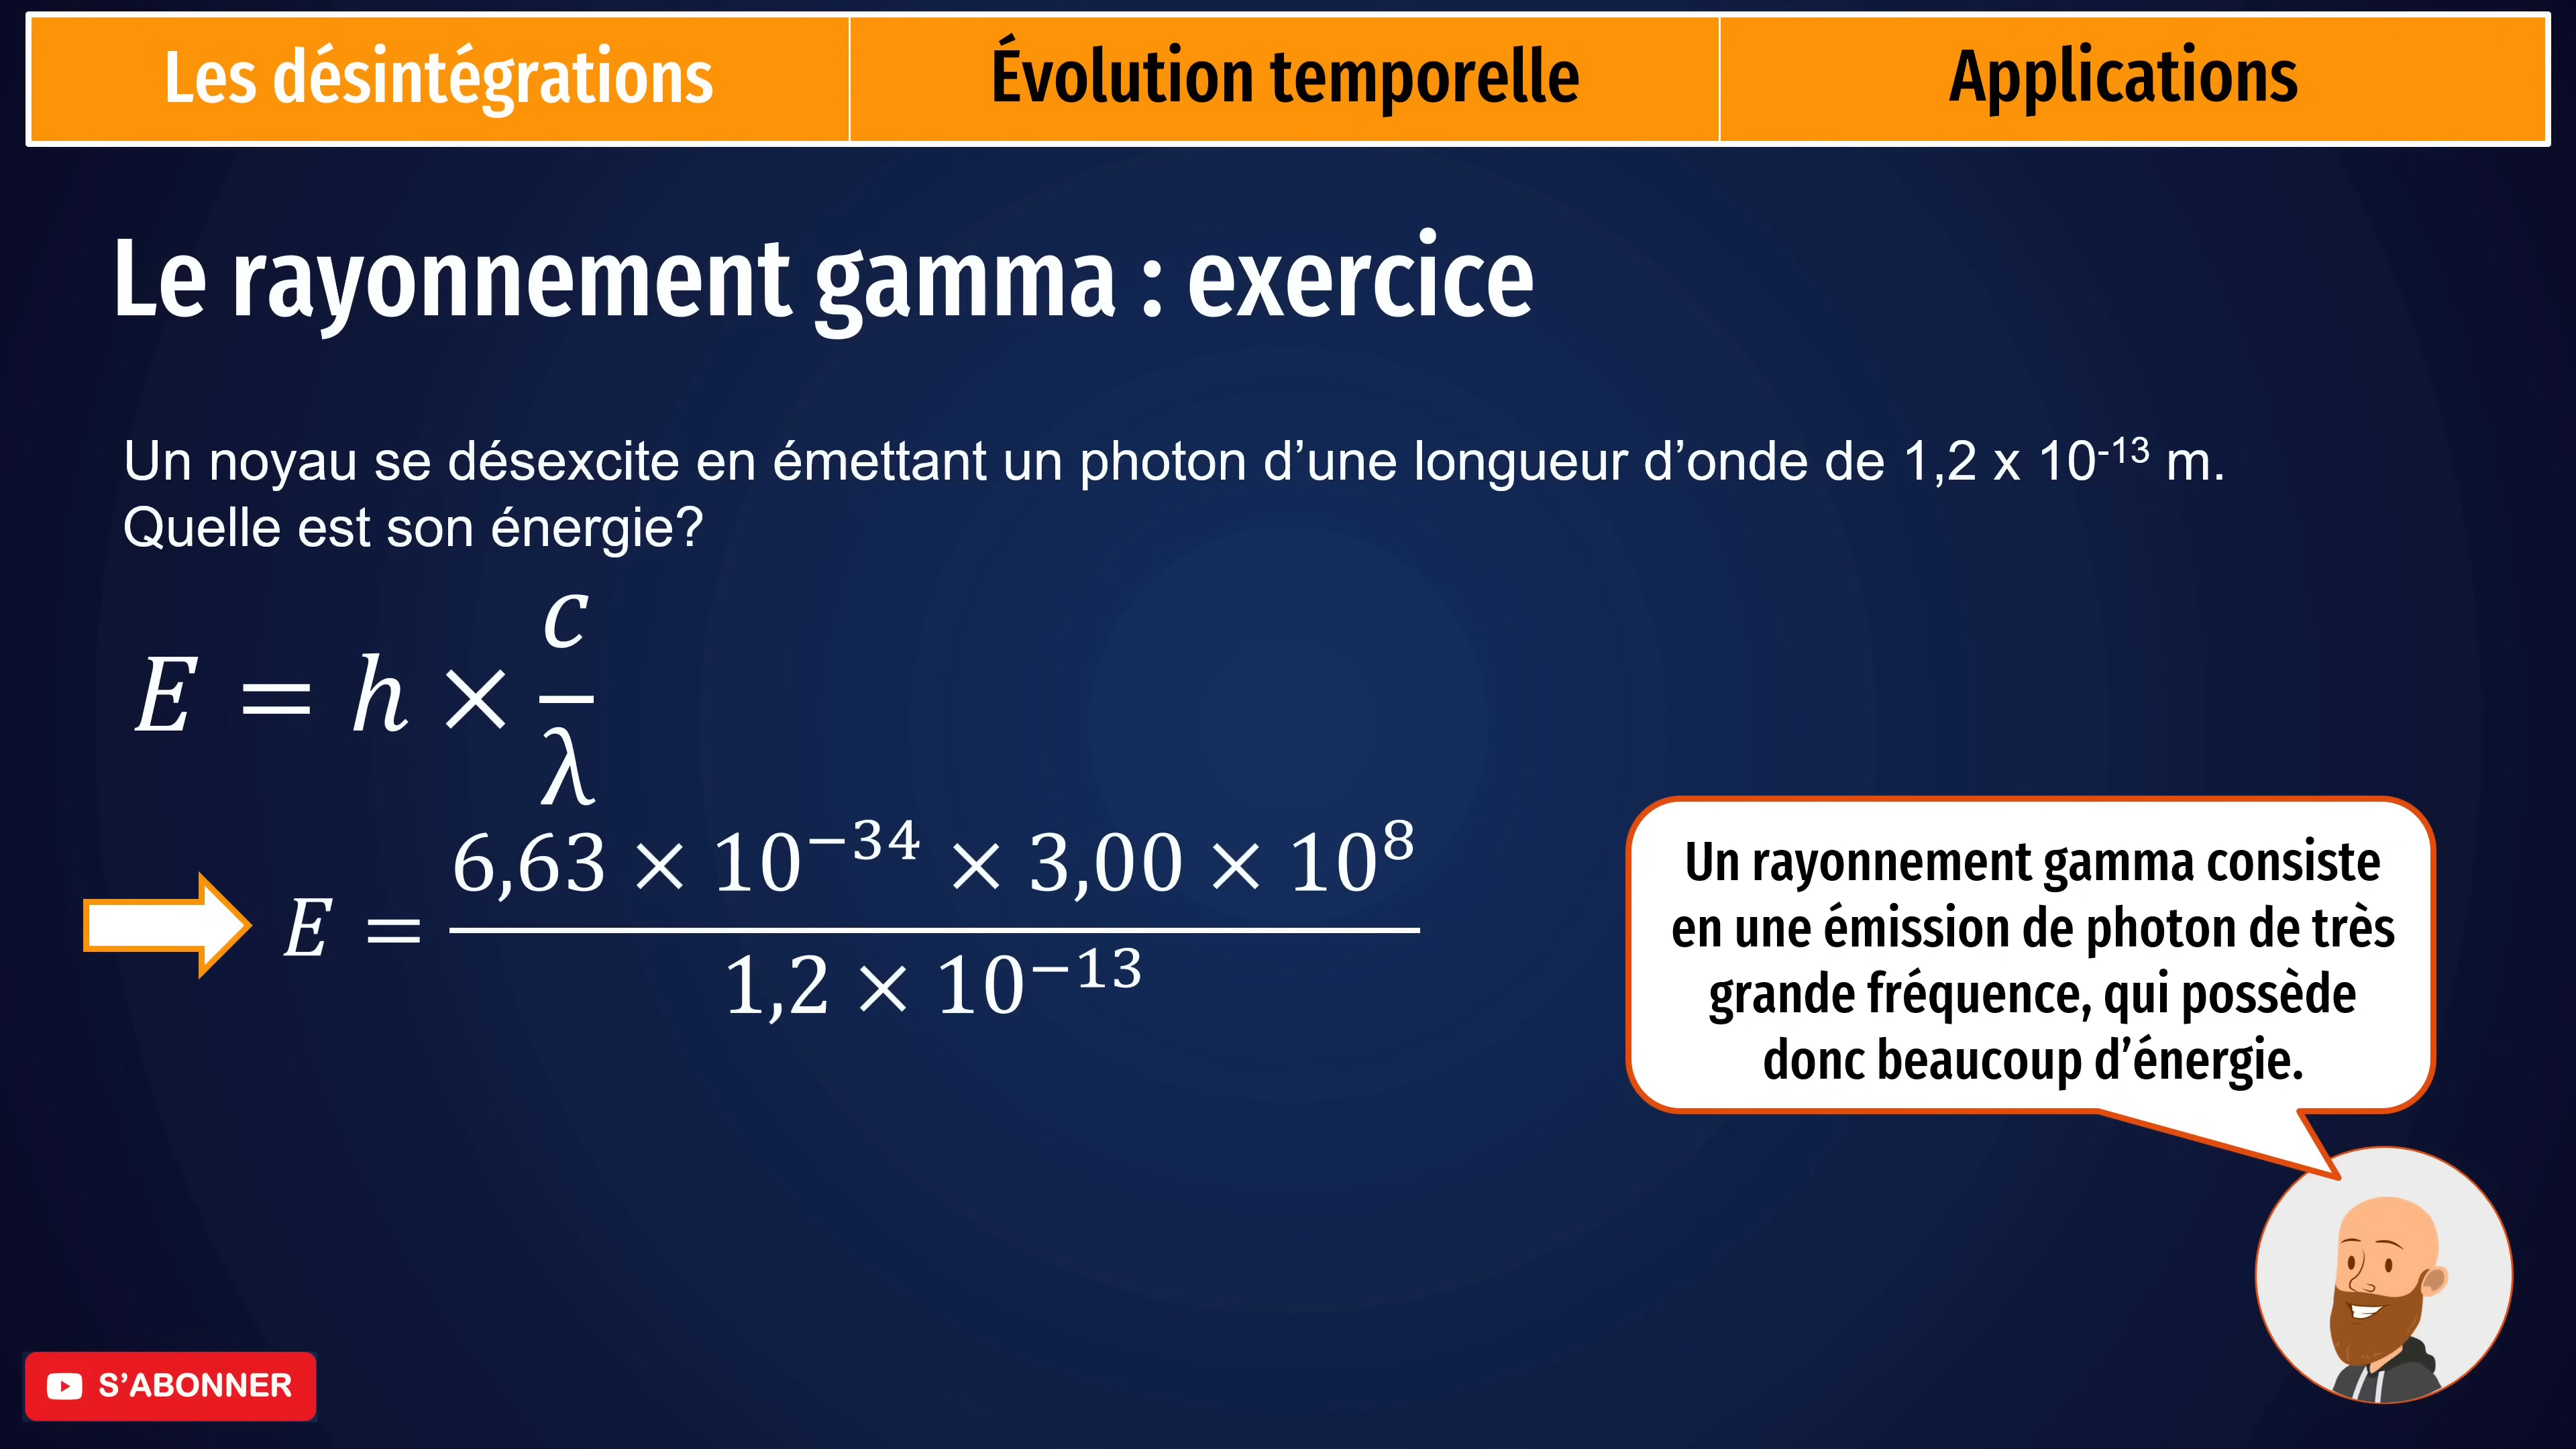 Les désintégrations
Évolution temporelle
Applications
Le rayonnement gamma : exercice
Un noyau se désexcite en émettant un photon d’une longueur d’onde de 1,2 x 10⁻¹³ m.
Quelle est son énergie?
E = h × c/λ
E = (6,63 × 10⁻³⁴ × 3,00 × 10⁸)/(1,2 × 10⁻¹³)
Un rayonnement gamma consiste
en une émission de photon de très
grande fréquence, qui possède
donc beaucoup d’énergie.
S’ABONNER